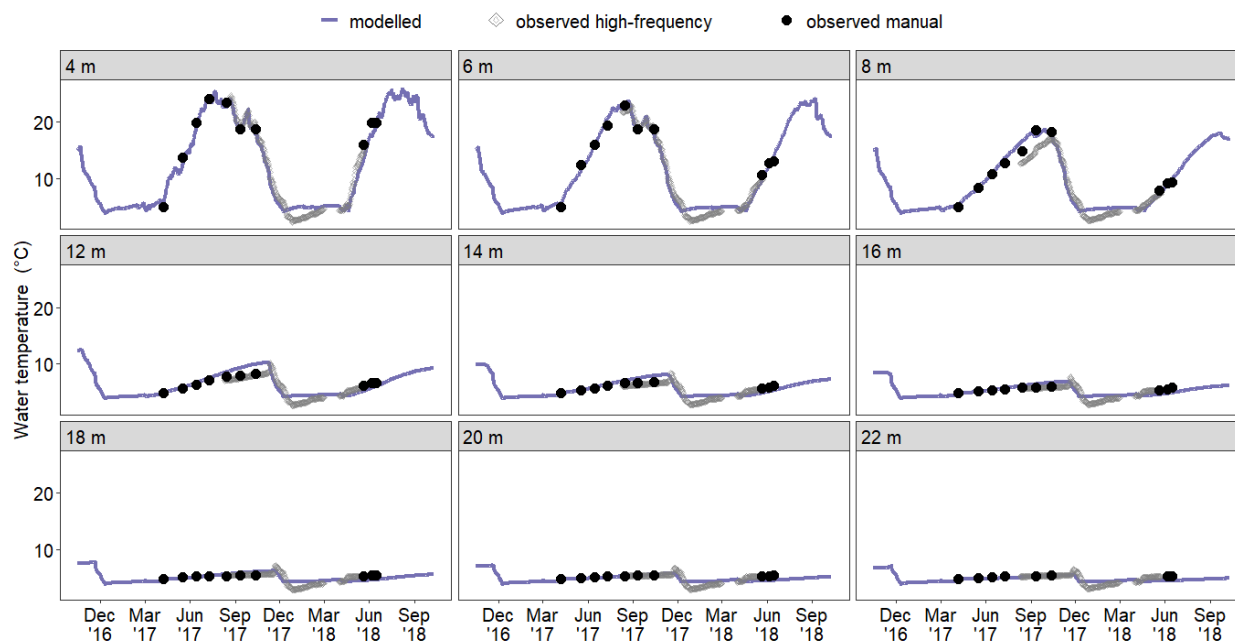 modelled observed high-frequency observed manual
4 m 6 m 8 m
20
10
12 m 14 m 16 m
20
10
Water temperature (°C)
18 m 20 m 22 m
20
10
Dec Mar Jun Sep Dec Mar Jun Sep Dec Mar Jun Sep Dec Mar Jun Sep Dec Mar Jun Sep Dec Mar Jun Sep
'16 '17 '17 '17 '17 '18 '18 '18 '16 '17 '17 '17 '17 '18 '18 '18 '16 '17 '17 '17 '17 '18 '18 '18